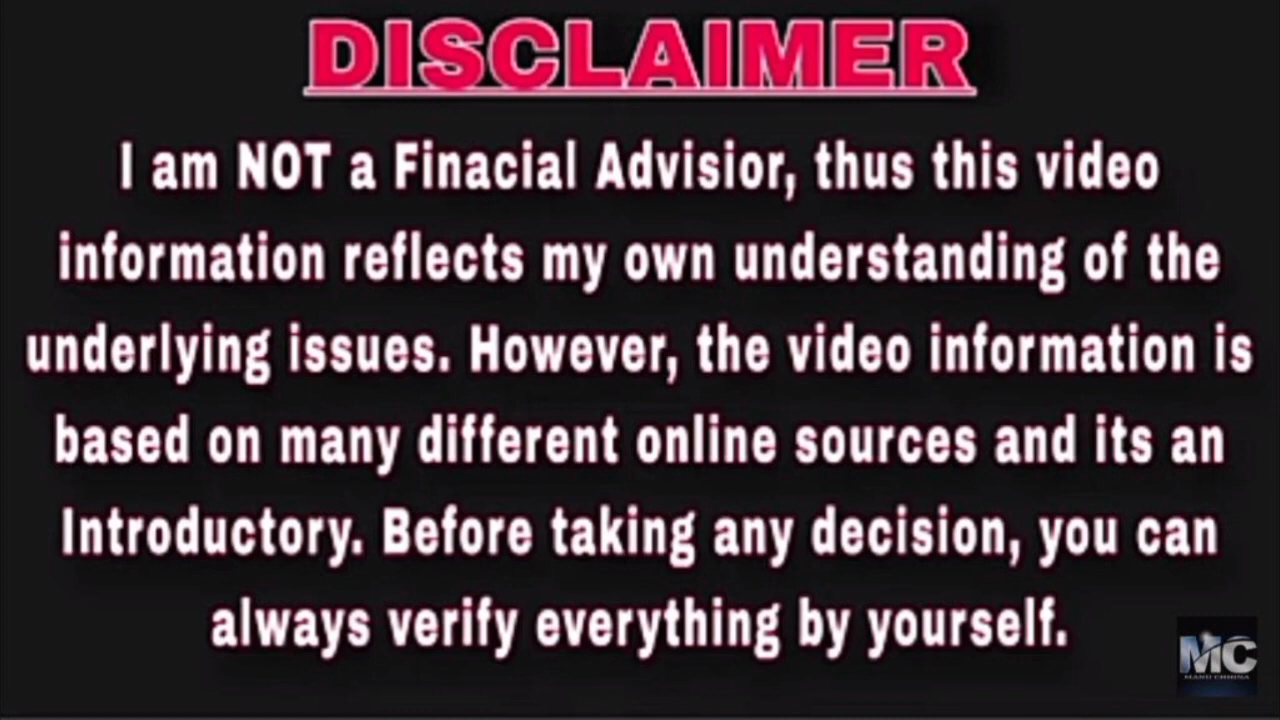 DISCLAIMER
I am NOT a Finacial Advisior, thus this video
information reflects my own understanding of the
underlying issues. However, the video information is
based on many different online sources and its an
Introductory. Before taking any decision, you can
always verify everything by yourself.
MC